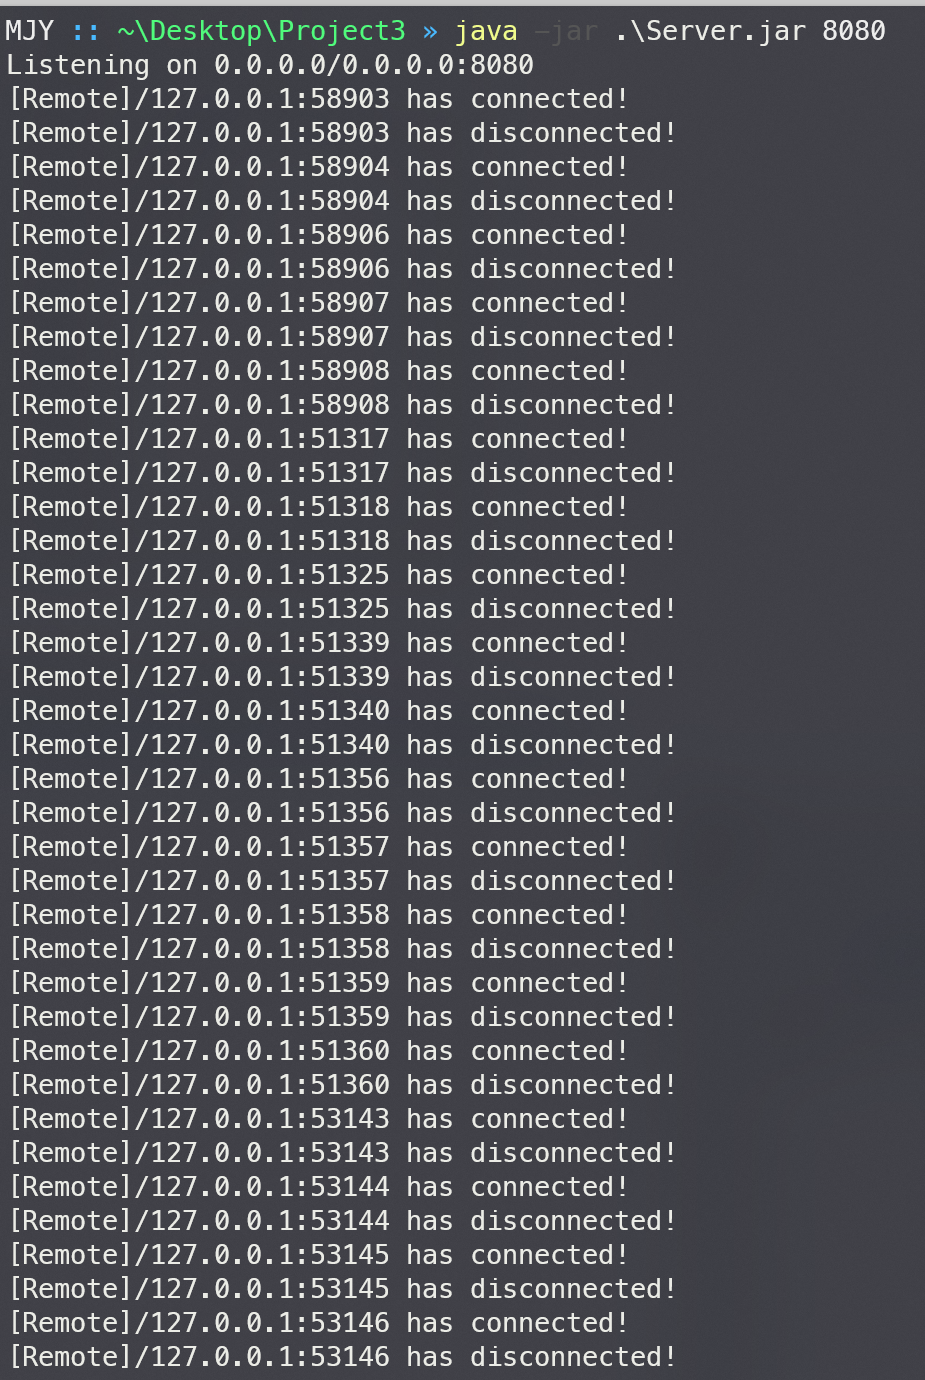 MJY :: ~\Desktop\Project3 » java -jar .\Server.jar 8080
Listening on 0.0.0.0/0.0.0.0:8080
[Remote]/127.0.0.1:58903 has connected!
[Remote]/127.0.0.1:58903 has disconnected!
[Remote]/127.0.0.1:58904 has connected!
[Remote]/127.0.0.1:58904 has disconnected!
[Remote]/127.0.0.1:58906 has connected!
[Remote]/127.0.0.1:58906 has disconnected!
[Remote]/127.0.0.1:58907 has connected!
[Remote]/127.0.0.1:58907 has disconnected!
[Remote]/127.0.0.1:58908 has connected!
[Remote]/127.0.0.1:58908 has disconnected!
[Remote]/127.0.0.1:51317 has connected!
[Remote]/127.0.0.1:51317 has disconnected!
[Remote]/127.0.0.1:51318 has connected!
[Remote]/127.0.0.1:51318 has disconnected!
[Remote]/127.0.0.1:51325 has connected!
[Remote]/127.0.0.1:51325 has disconnected!
[Remote]/127.0.0.1:51339 has connected!
[Remote]/127.0.0.1:51339 has disconnected!
[Remote]/127.0.0.1:51340 has connected!
[Remote]/127.0.0.1:51340 has disconnected!
[Remote]/127.0.0.1:51356 has connected!
[Remote]/127.0.0.1:51356 has disconnected!
[Remote]/127.0.0.1:51357 has connected!
[Remote]/127.0.0.1:51357 has disconnected!
[Remote]/127.0.0.1:51358 has connected!
[Remote]/127.0.0.1:51358 has disconnected!
[Remote]/127.0.0.1:51359 has connected!
[Remote]/127.0.0.1:51359 has disconnected!
[Remote]/127.0.0.1:51360 has connected!
[Remote]/127.0.0.1:51360 has disconnected!
[Remote]/127.0.0.1:53143 has connected!
[Remote]/127.0.0.1:53143 has disconnected!
[Remote]/127.0.0.1:53144 has connected!
[Remote]/127.0.0.1:53144 has disconnected!
[Remote]/127.0.0.1:53145 has connected!
[Remote]/127.0.0.1:53145 has disconnected!
[Remote]/127.0.0.1:53146 has connected!
[Remote]/127.0.0.1:53146 has disconnected!